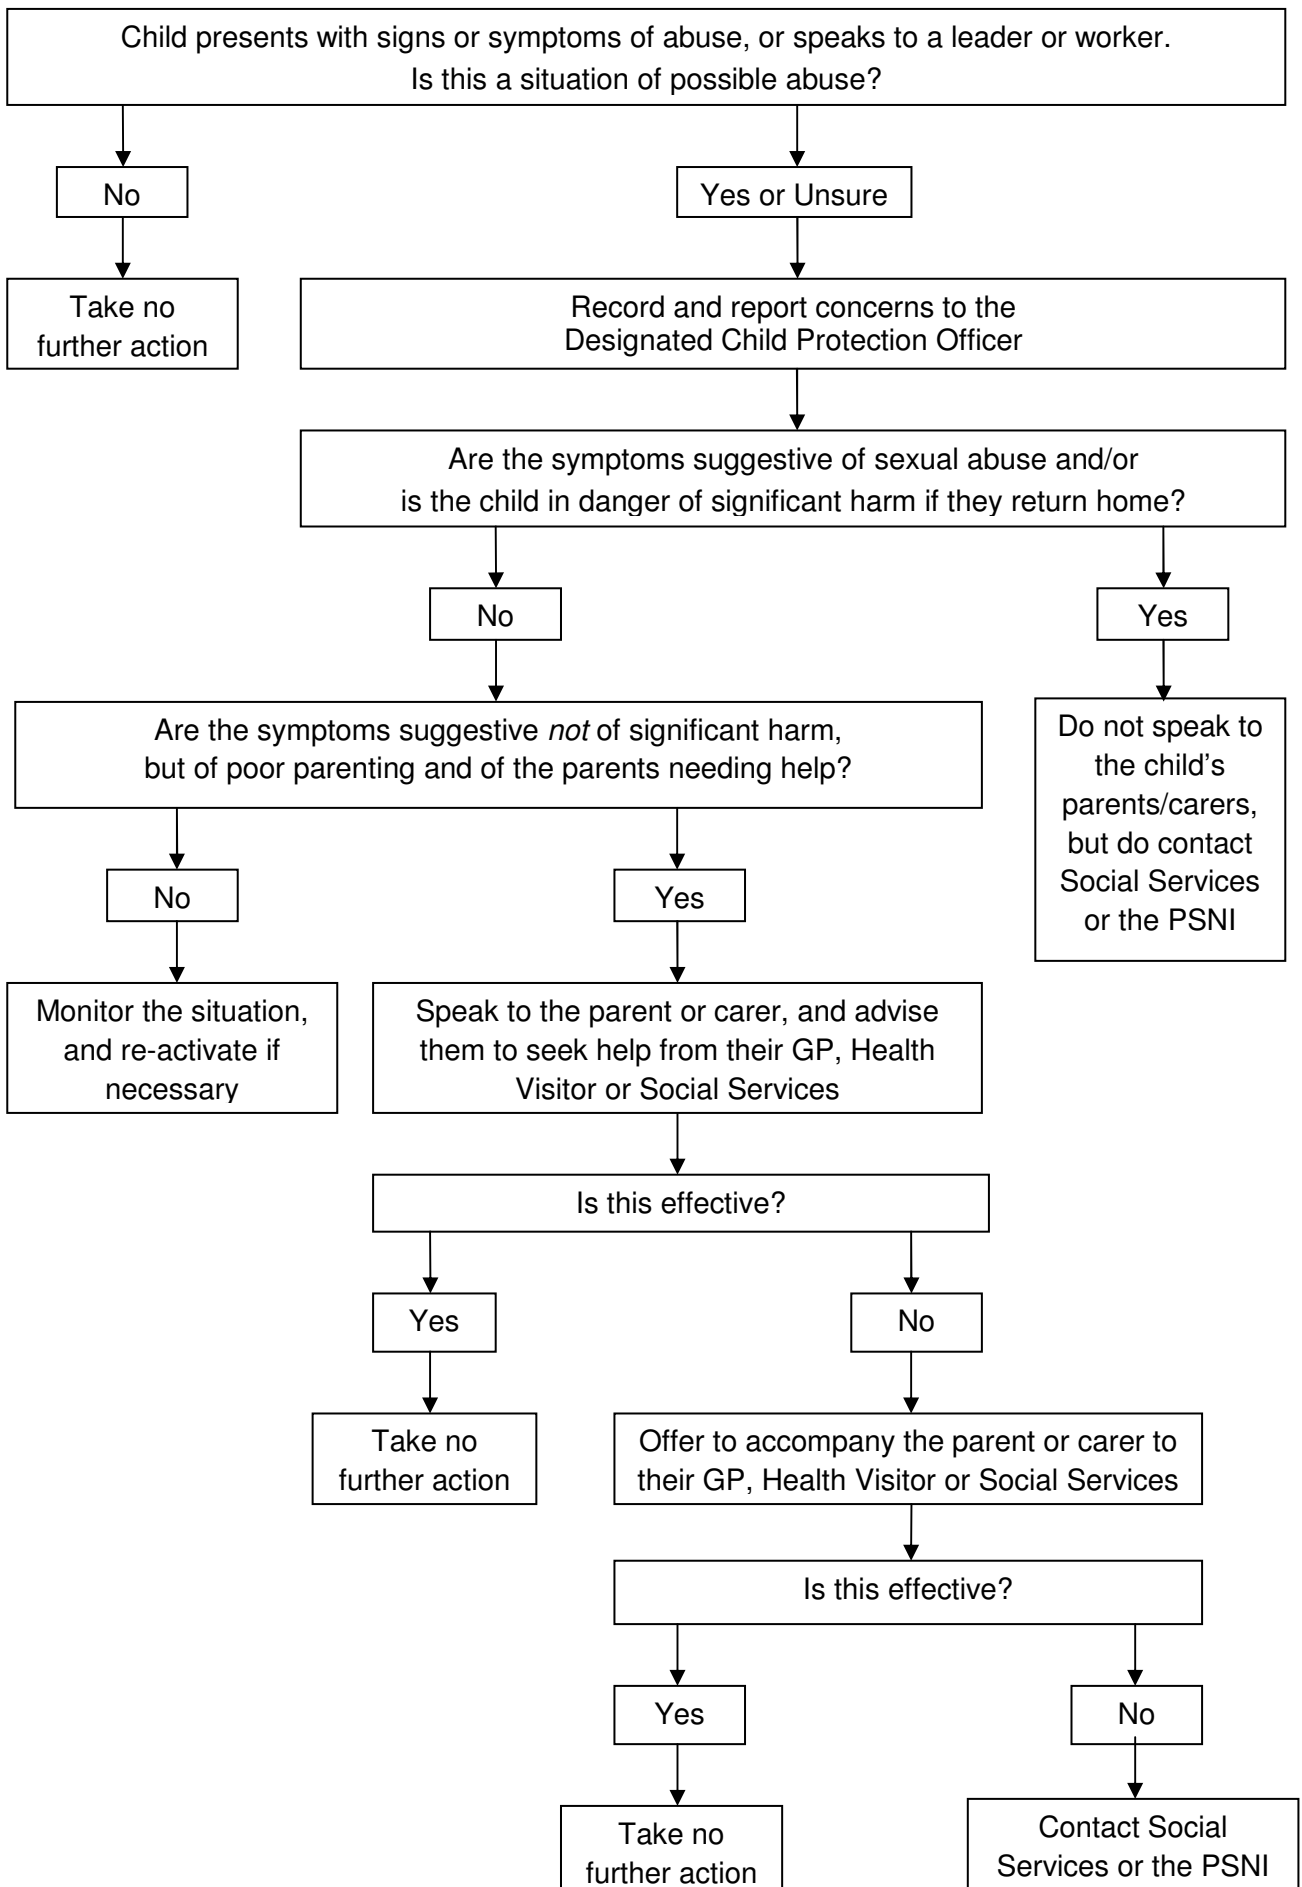 Child presents with signs or symptoms of abuse, or speaks to a leader or worker.
Is this a situation of possible abuse?
No
Yes or Unsure
Take no
further action
Record and report concerns to the
Designated Child Protection Officer
Are the symptoms suggestive of sexual abuse and/or
is the child in danger of significant harm if they return home?
No
Yes
Are the symptoms suggestive not of significant harm,
but of poor parenting and of the parents needing help?
Do not speak to
the child's
parents/carers,
but do contact
Social Services
or the PSNI
No
Yes
Monitor the situation,
and re-activate if
necessary
Speak to the parent or carer, and advise
them to seek help from their GP, Health
Visitor or Social Services
Is this effective?
Yes
No
Take no
further action
Offer to accompany the parent or carer to
their GP, Health Visitor or Social Services
Is this effective?
Yes
No
Take no
further action
Contact Social
Services or the PSNI